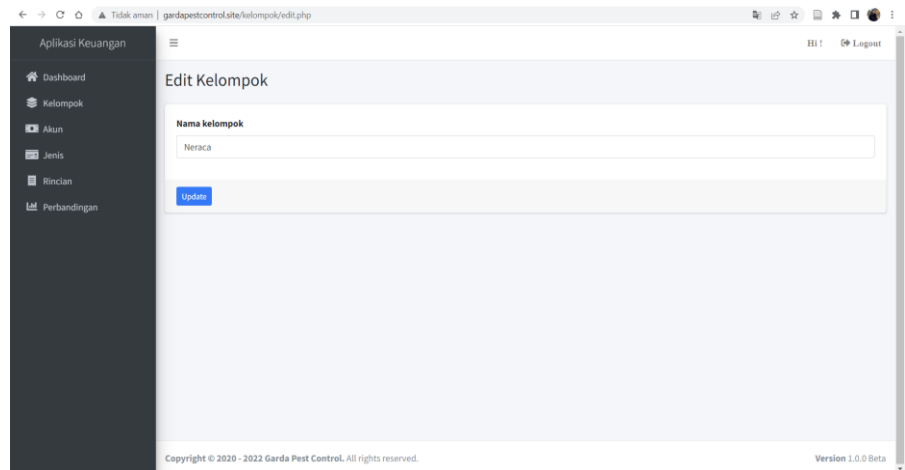 Tidak aman | gardapestcontrol.site/kelompok/edit.php
Aplikasi Keuangan
Hi !
Logout
Dashboard
Kelompok
Akun
Jenis
Rincian
Perbandingan
Edit Kelompok
Nama kelompok
Neraca
Update
Copyright © 2020 - 2022 Garda Pest Control. All rights reserved.
Version 1.0.0 Beta